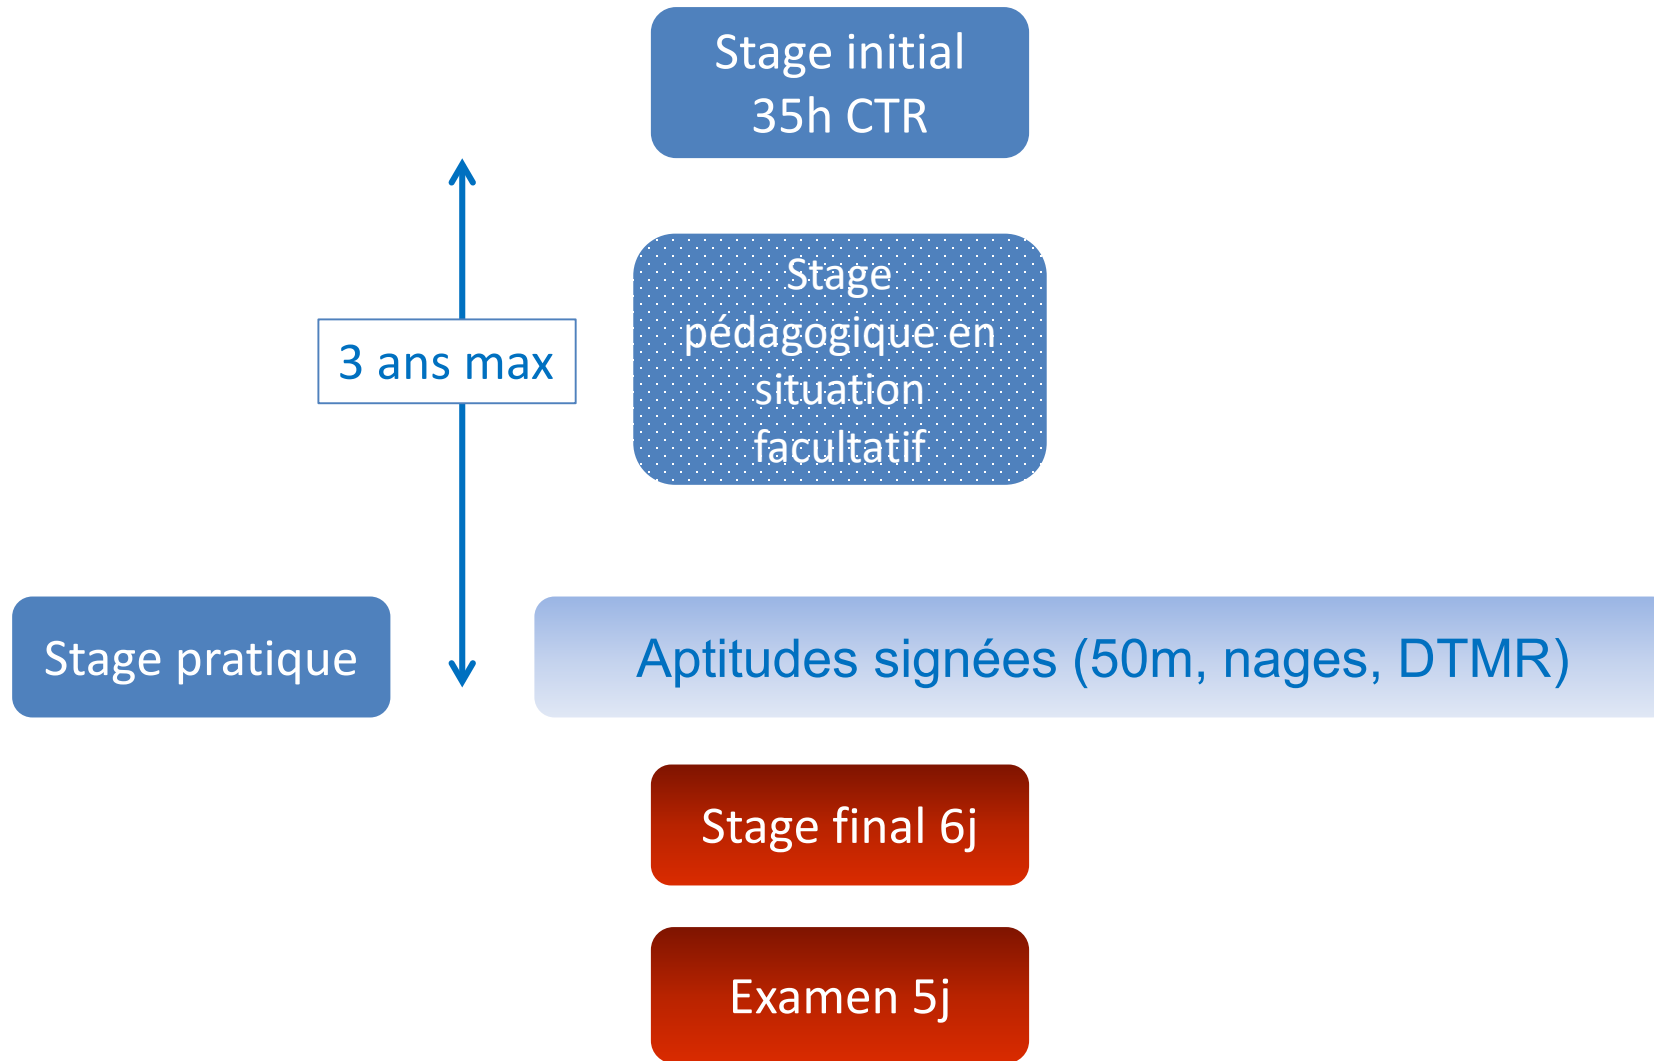 Stage initial
35h CTR
Stage
pédagogique en
situation
facultatif
3 ans max
Stage pratique
Aptitudes signées (50m, nages, DTMR)
Stage final 6j
Examen 5j